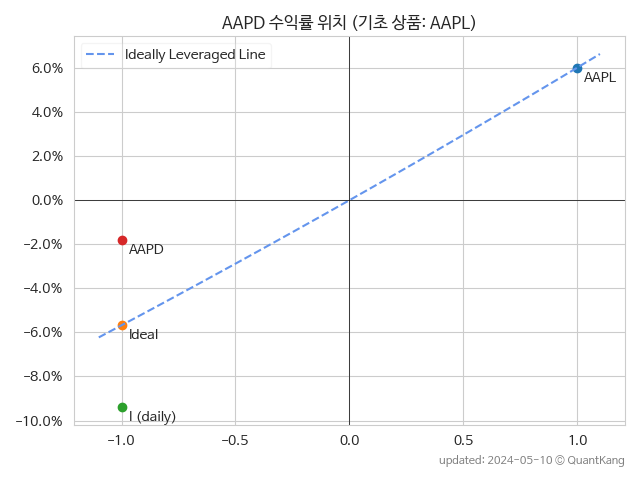 AAPD 수익률 위치 (기초 상품: AAPL)
Ideally Leveraged Line
6.0%
AAPL
4.0%
2.0%
0.0%
-2.0%
AAPD
-4.0%
-6.0%
Ideal
-8.0%
-10.0%
I (daily)
-1.0 -0.5 0.0 0.5 1.0
updated: 2024-05-10 © QuantKang